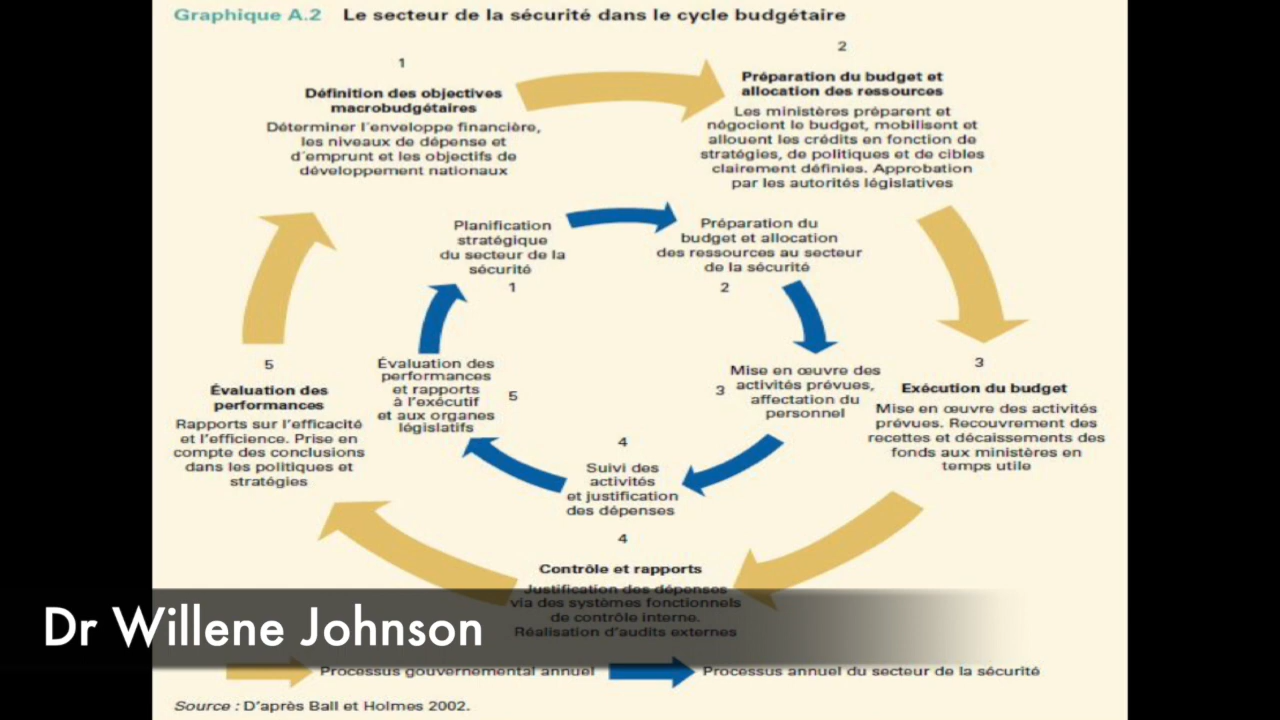 Graphique A.2 Le secteur de la sécurité dans le cycle budgétaire
1
Définition des objectives
macrobudgétaires
Déterminer l'enveloppe financière,
les niveaux de dépense et
d'emprunt et les objectifs de
développement nationaux
2
Préparation du budget et
allocation des ressources
Les ministères préparent et
négocient le budget, mobilisent et
allouent les crédits en fonction de
stratégies, de politiques et de cibles
clairement définies. Approbation
par les autorités législatives
Planification
stratégique
du secteur de la
sécurité
1
Préparation du
budget et allocation
des ressources au secteur
de la sécurité
2
5
Évaluation des
performances
Rapports sur l'efficacité
et l'efficience. Prise en
compte des conclusions
dans les politiques et
stratégies
Évaluation des
performances
et rapports
à l'exécutif
et aux organes
législatifs
5
3
Mise en œuvre des
activités prévues,
affectation du
personnel
3
Exécution du budget
Mise en œuvre des activités
prévues. Recouvrement des
recettes et décaissements des
fonds aux ministères en
temps utile
4
Suivi des
activités
et justification
des dépenses
4
Contrôle et rapports
Justification des dépenses
via des systèmes fonctionnels
de contrôle interne.
Réalisation d'audits externes
Dr Willene Johnson
Processus gouvernemental annuel
Processus annuel du secteur de la sécurité
Source : D'après Ball et Holmes 2002.